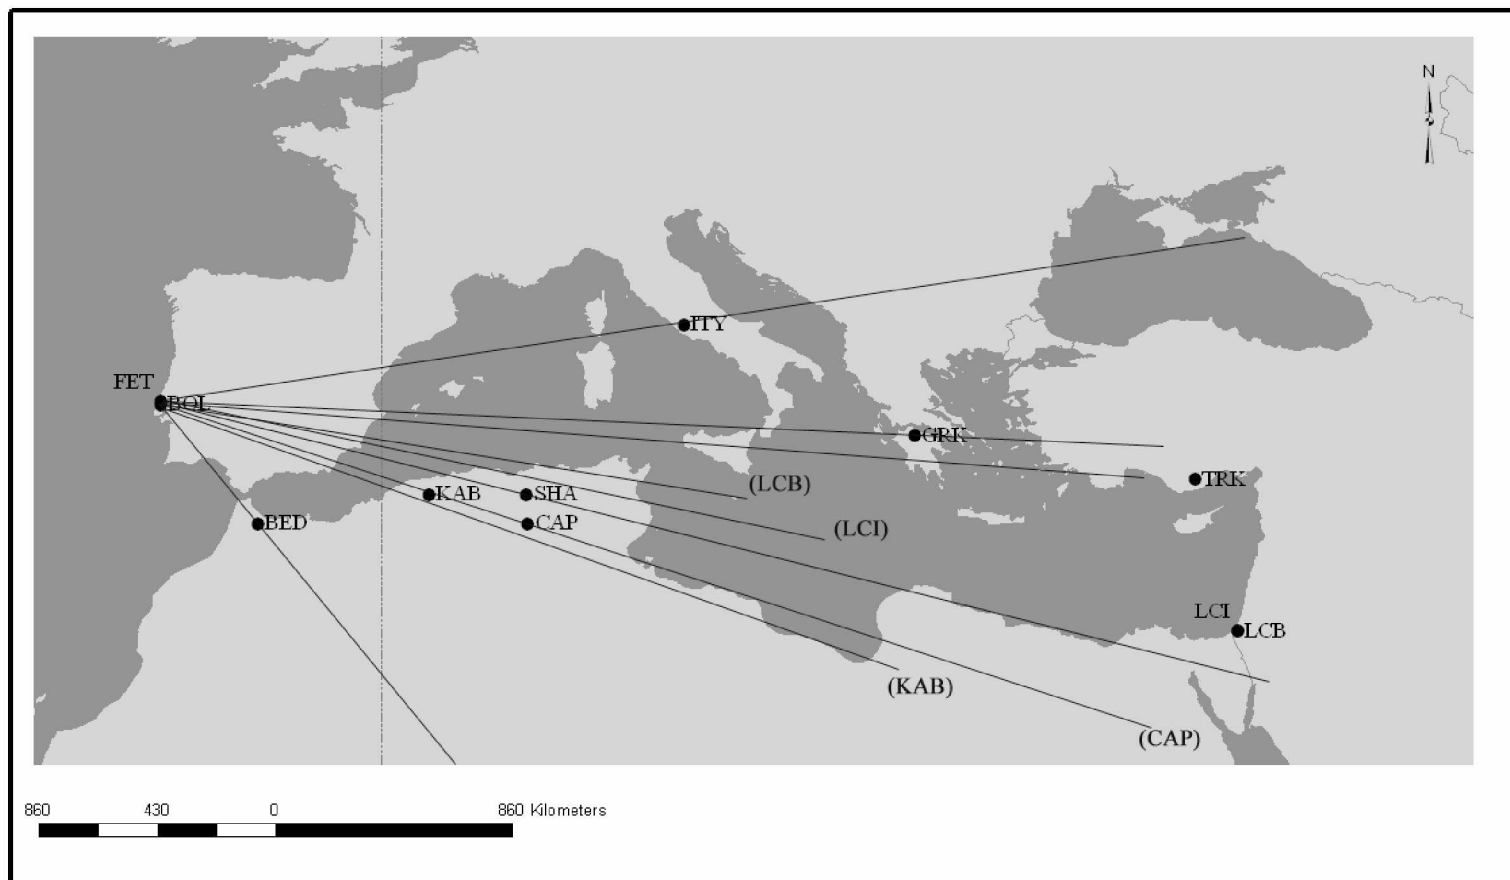 N
ITY
FET
BOL
GRK
TRK
(LCB)
KAB
SHA
(LCI)
BED
CAP
LCI
LCB
(KAB)
(CAP)
860 430 0 860 Kilometers